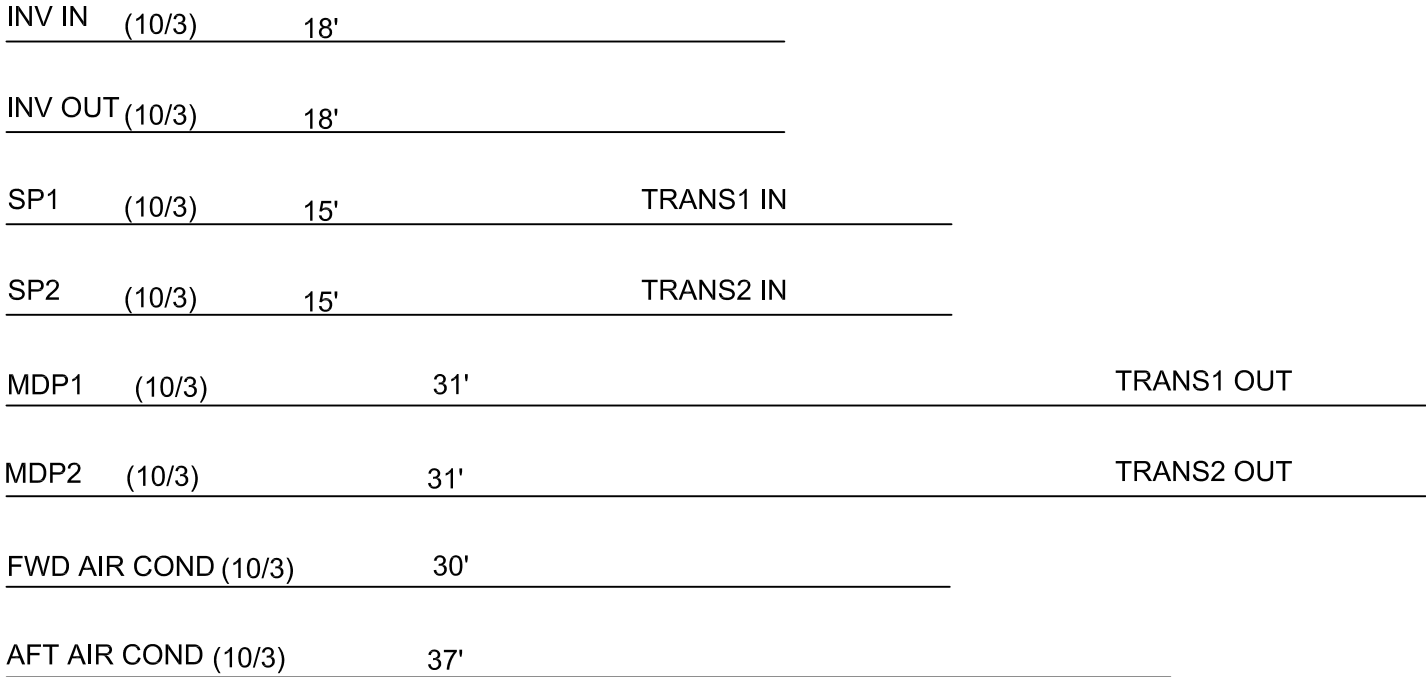 INV IN (10/3) 18'
INV OUT (10/3) 18'
SP1 (10/3) 15' TRANS1 IN
SP2 (10/3) 15' TRANS2 IN
MDP1 (10/3) 31' TRANS1 OUT
MDP2 (10/3) 31' TRANS2 OUT
FWD AIR COND (10/3) 30'
AFT AIR COND (10/3) 37'